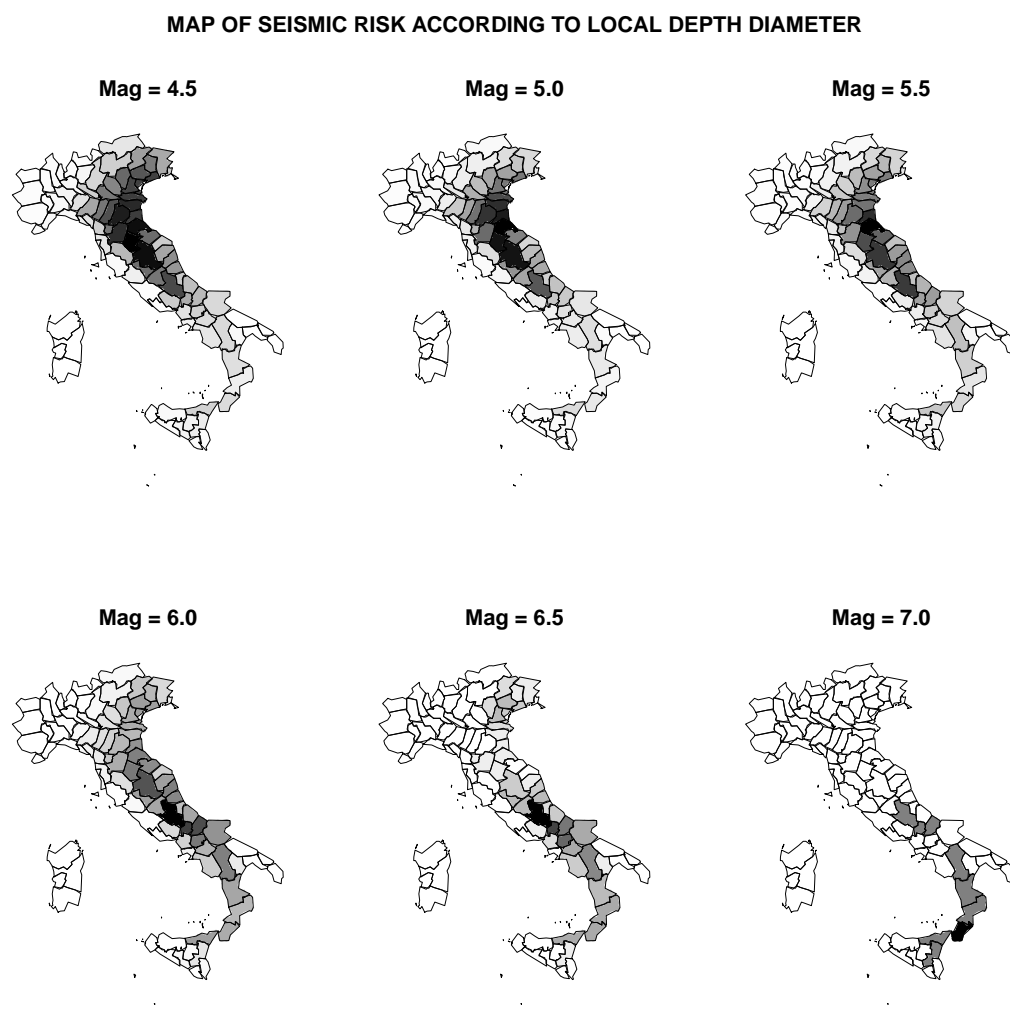 MAP OF SEISMIC RISK ACCORDING TO LOCAL DEPTH DIAMETER
Mag = 4.5
Mag = 5.0
Mag = 5.5
Mag = 6.0
Mag = 6.5
Mag = 7.0